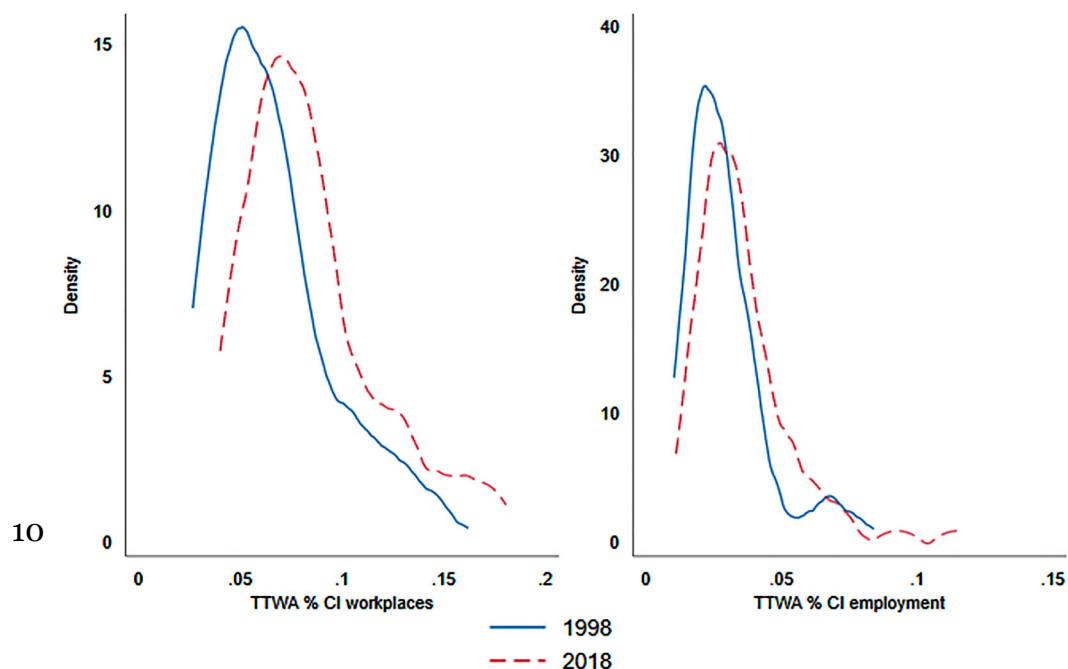 15
10
5
0
Density
0 .05 .1 .15 .2
TTWA % CI workplaces
40
30
20
10
0
Density
0 .05 .1 .15
TTWA % CI employment
1998
2018
10